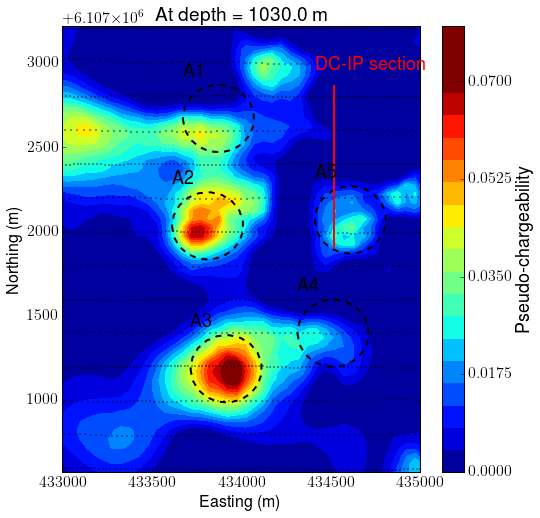 +6.107×10⁶ At depth = 1030.0 m
DC-IP section
A1
A2
A5
A4
A3
3000
2500
2000
1500
1000
Northing (m)
433000 433500 434000 434500 435000
Easting (m)
0.0700
0.0525
0.0350
0.0175
0.0000
Pseudo-chargeability